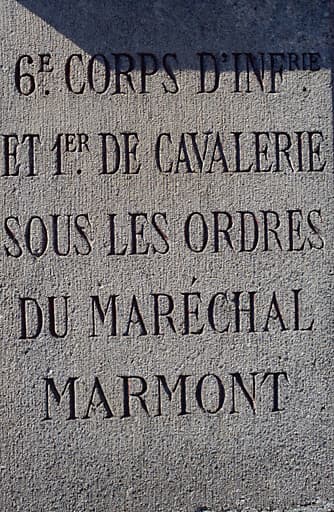 6E. CORPS D'INFRIE.
ET 1ER. DE CAVALERIE
SOUS LES ORDRES
DU MARÉCHAL
MARMONT